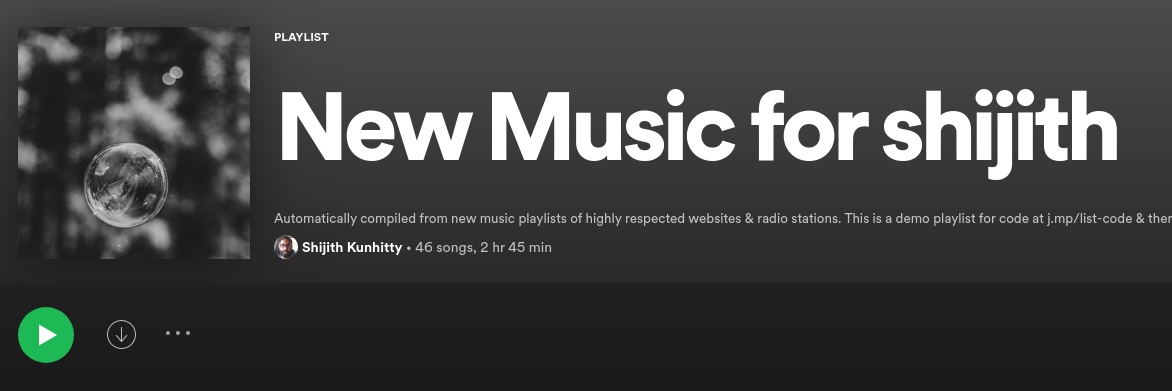 PLAYLIST
New Music for shijith
Automatically compiled from new music playlists of highly respected websites & radio stations. This is a demo playlist for code at j.mp/list-code &
Shijith Kunhitty • 46 songs, 2 hr 45 min